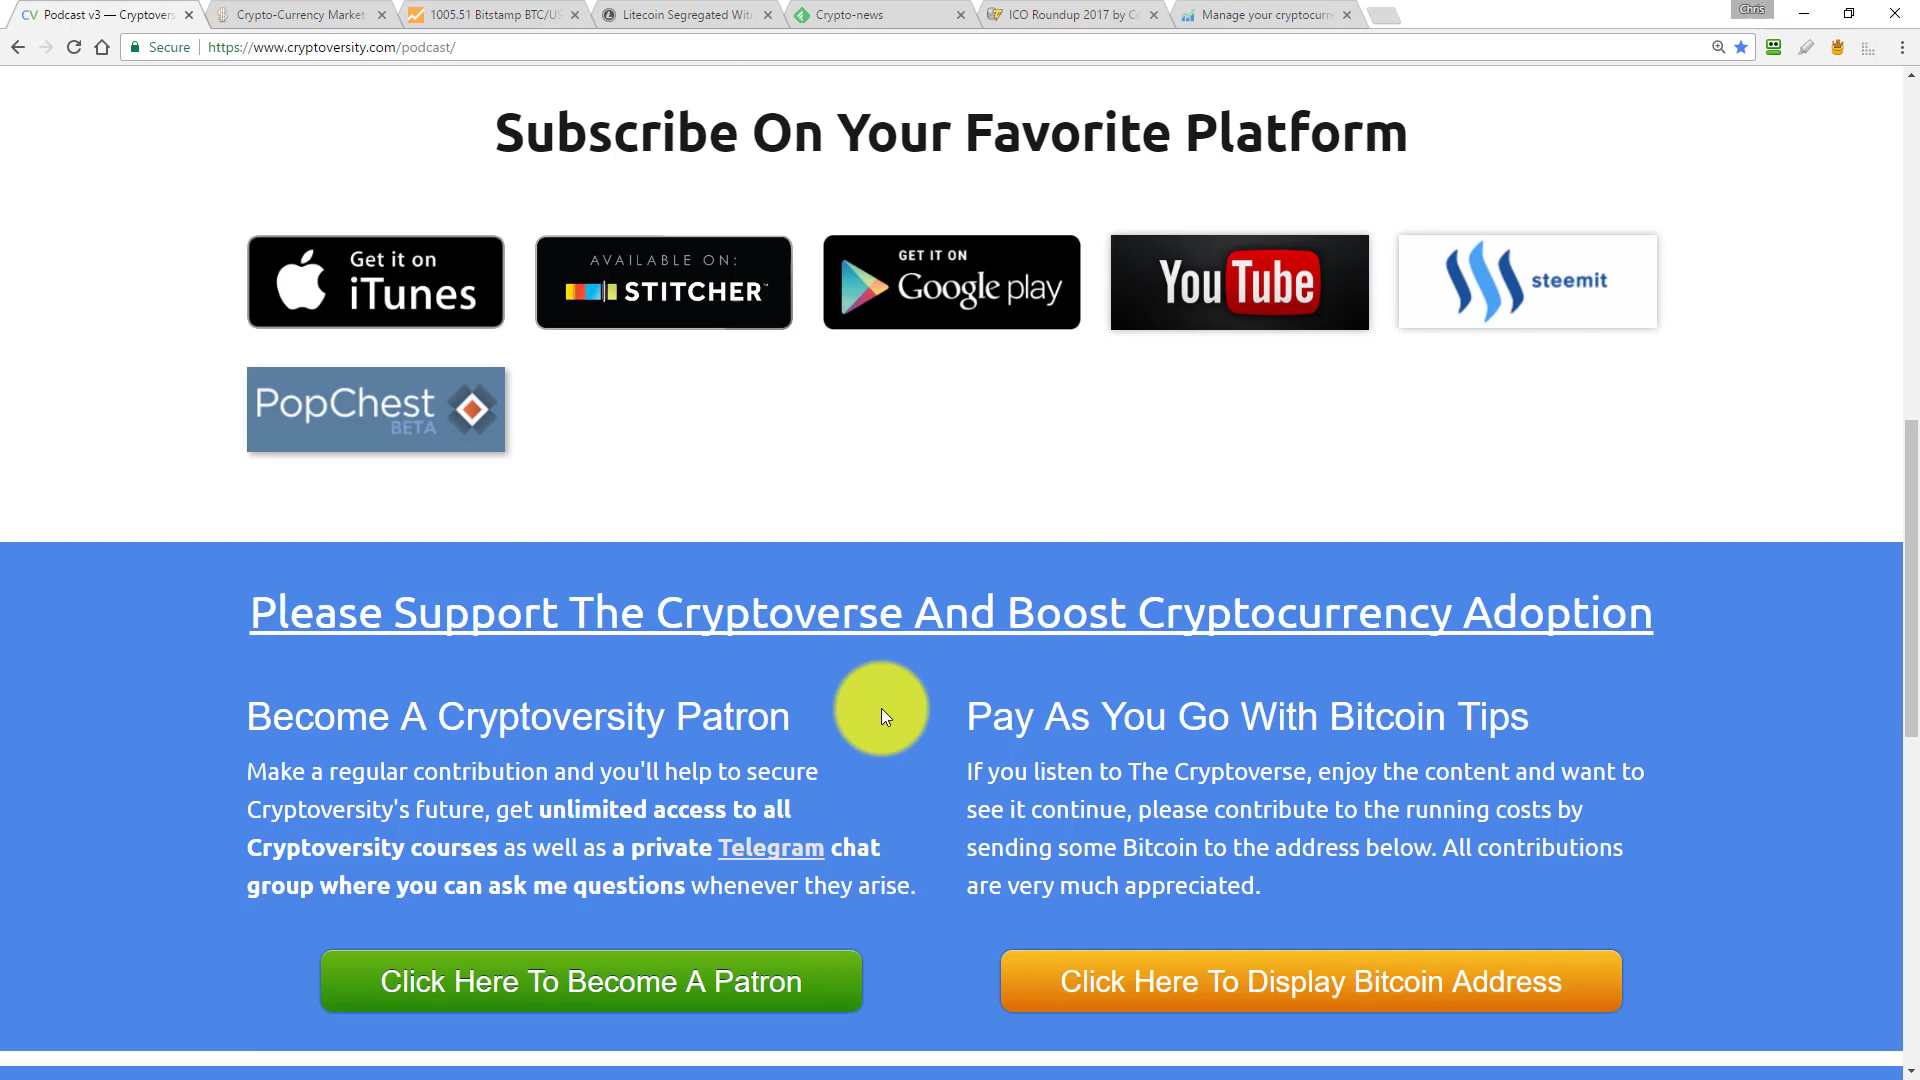 CV Podcast v3 — Cryptovers
Crypto-Currency Market
1005.51 Bitstamp BTC/US
Litecoin Segregated Wit
Crypto-news
ICO Roundup 2017 by Co
Manage your cryptocurre
Chris
Secure
https://www.cryptoversity.com/podcast/
Subscribe On Your Favorite Platform
Get it on
iTunes
AVAILABLE ON:
STITCHER
GET IT ON
Google play
YouTube
steemit
PopChest
BETA
Please Support The Cryptoverse And Boost Cryptocurrency Adoption
Become A Cryptoversity Patron
Make a regular contribution and you'll help to secure
Cryptoversity's future, get unlimited access to all
Cryptoversity courses as well as a private Telegram chat
group where you can ask me questions whenever they arise.
Click Here To Become A Patron
Pay As You Go With Bitcoin Tips
If you listen to The Cryptoverse, enjoy the content and want to
see it continue, please contribute to the running costs by
sending some Bitcoin to the address below. All contributions
are very much appreciated.
Click Here To Display Bitcoin Address